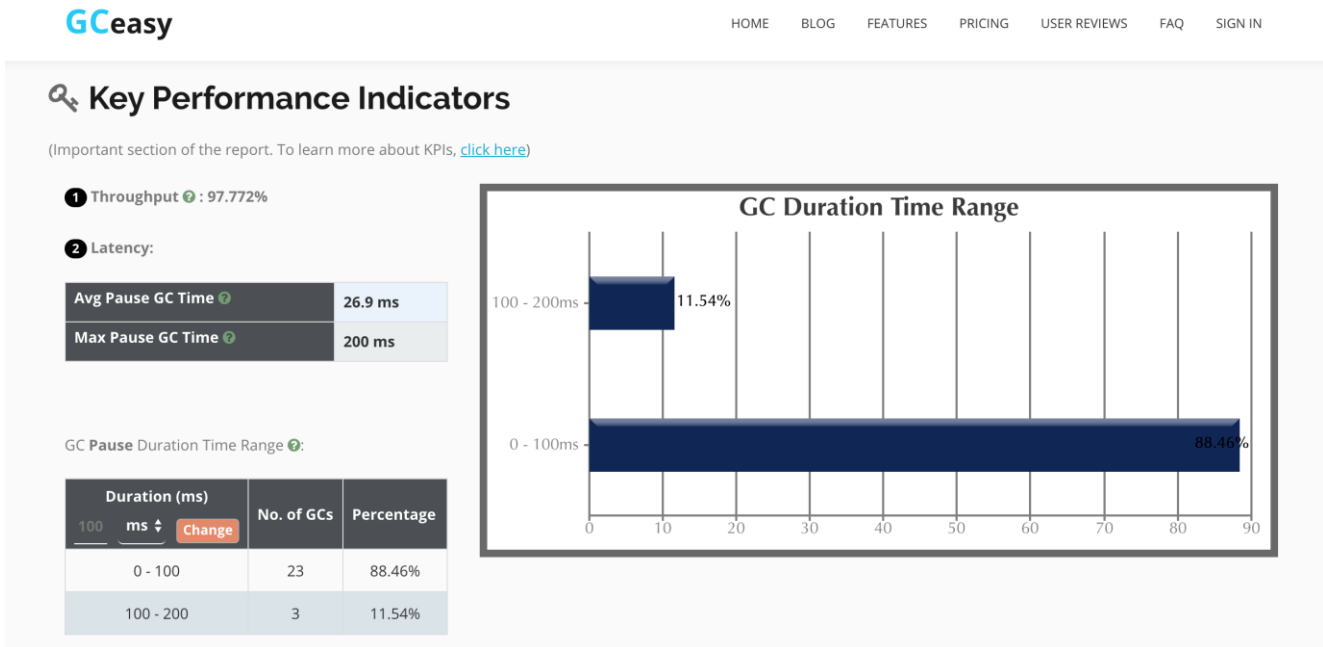 GCeasy
HOME BLOG FEATURES PRICING USER REVIEWS FAQ SIGN IN
Key Performance Indicators
(Important section of the report. To learn more about KPIs, click here)
1 Throughput ? : 97.772%
2 Latency:
Avg Pause GC Time ? 26.9 ms
Max Pause GC Time ? 200 ms
GC Pause Duration Time Range ?:
Duration (ms) No. of GCs Percentage
100 ms Change
0 - 100 23 88.46%
100 - 200 3 11.54%
GC Duration Time Range
100 - 200ms 11.54%
0 - 100ms 88.46%
0 10 20 30 40 50 60 70 80 90